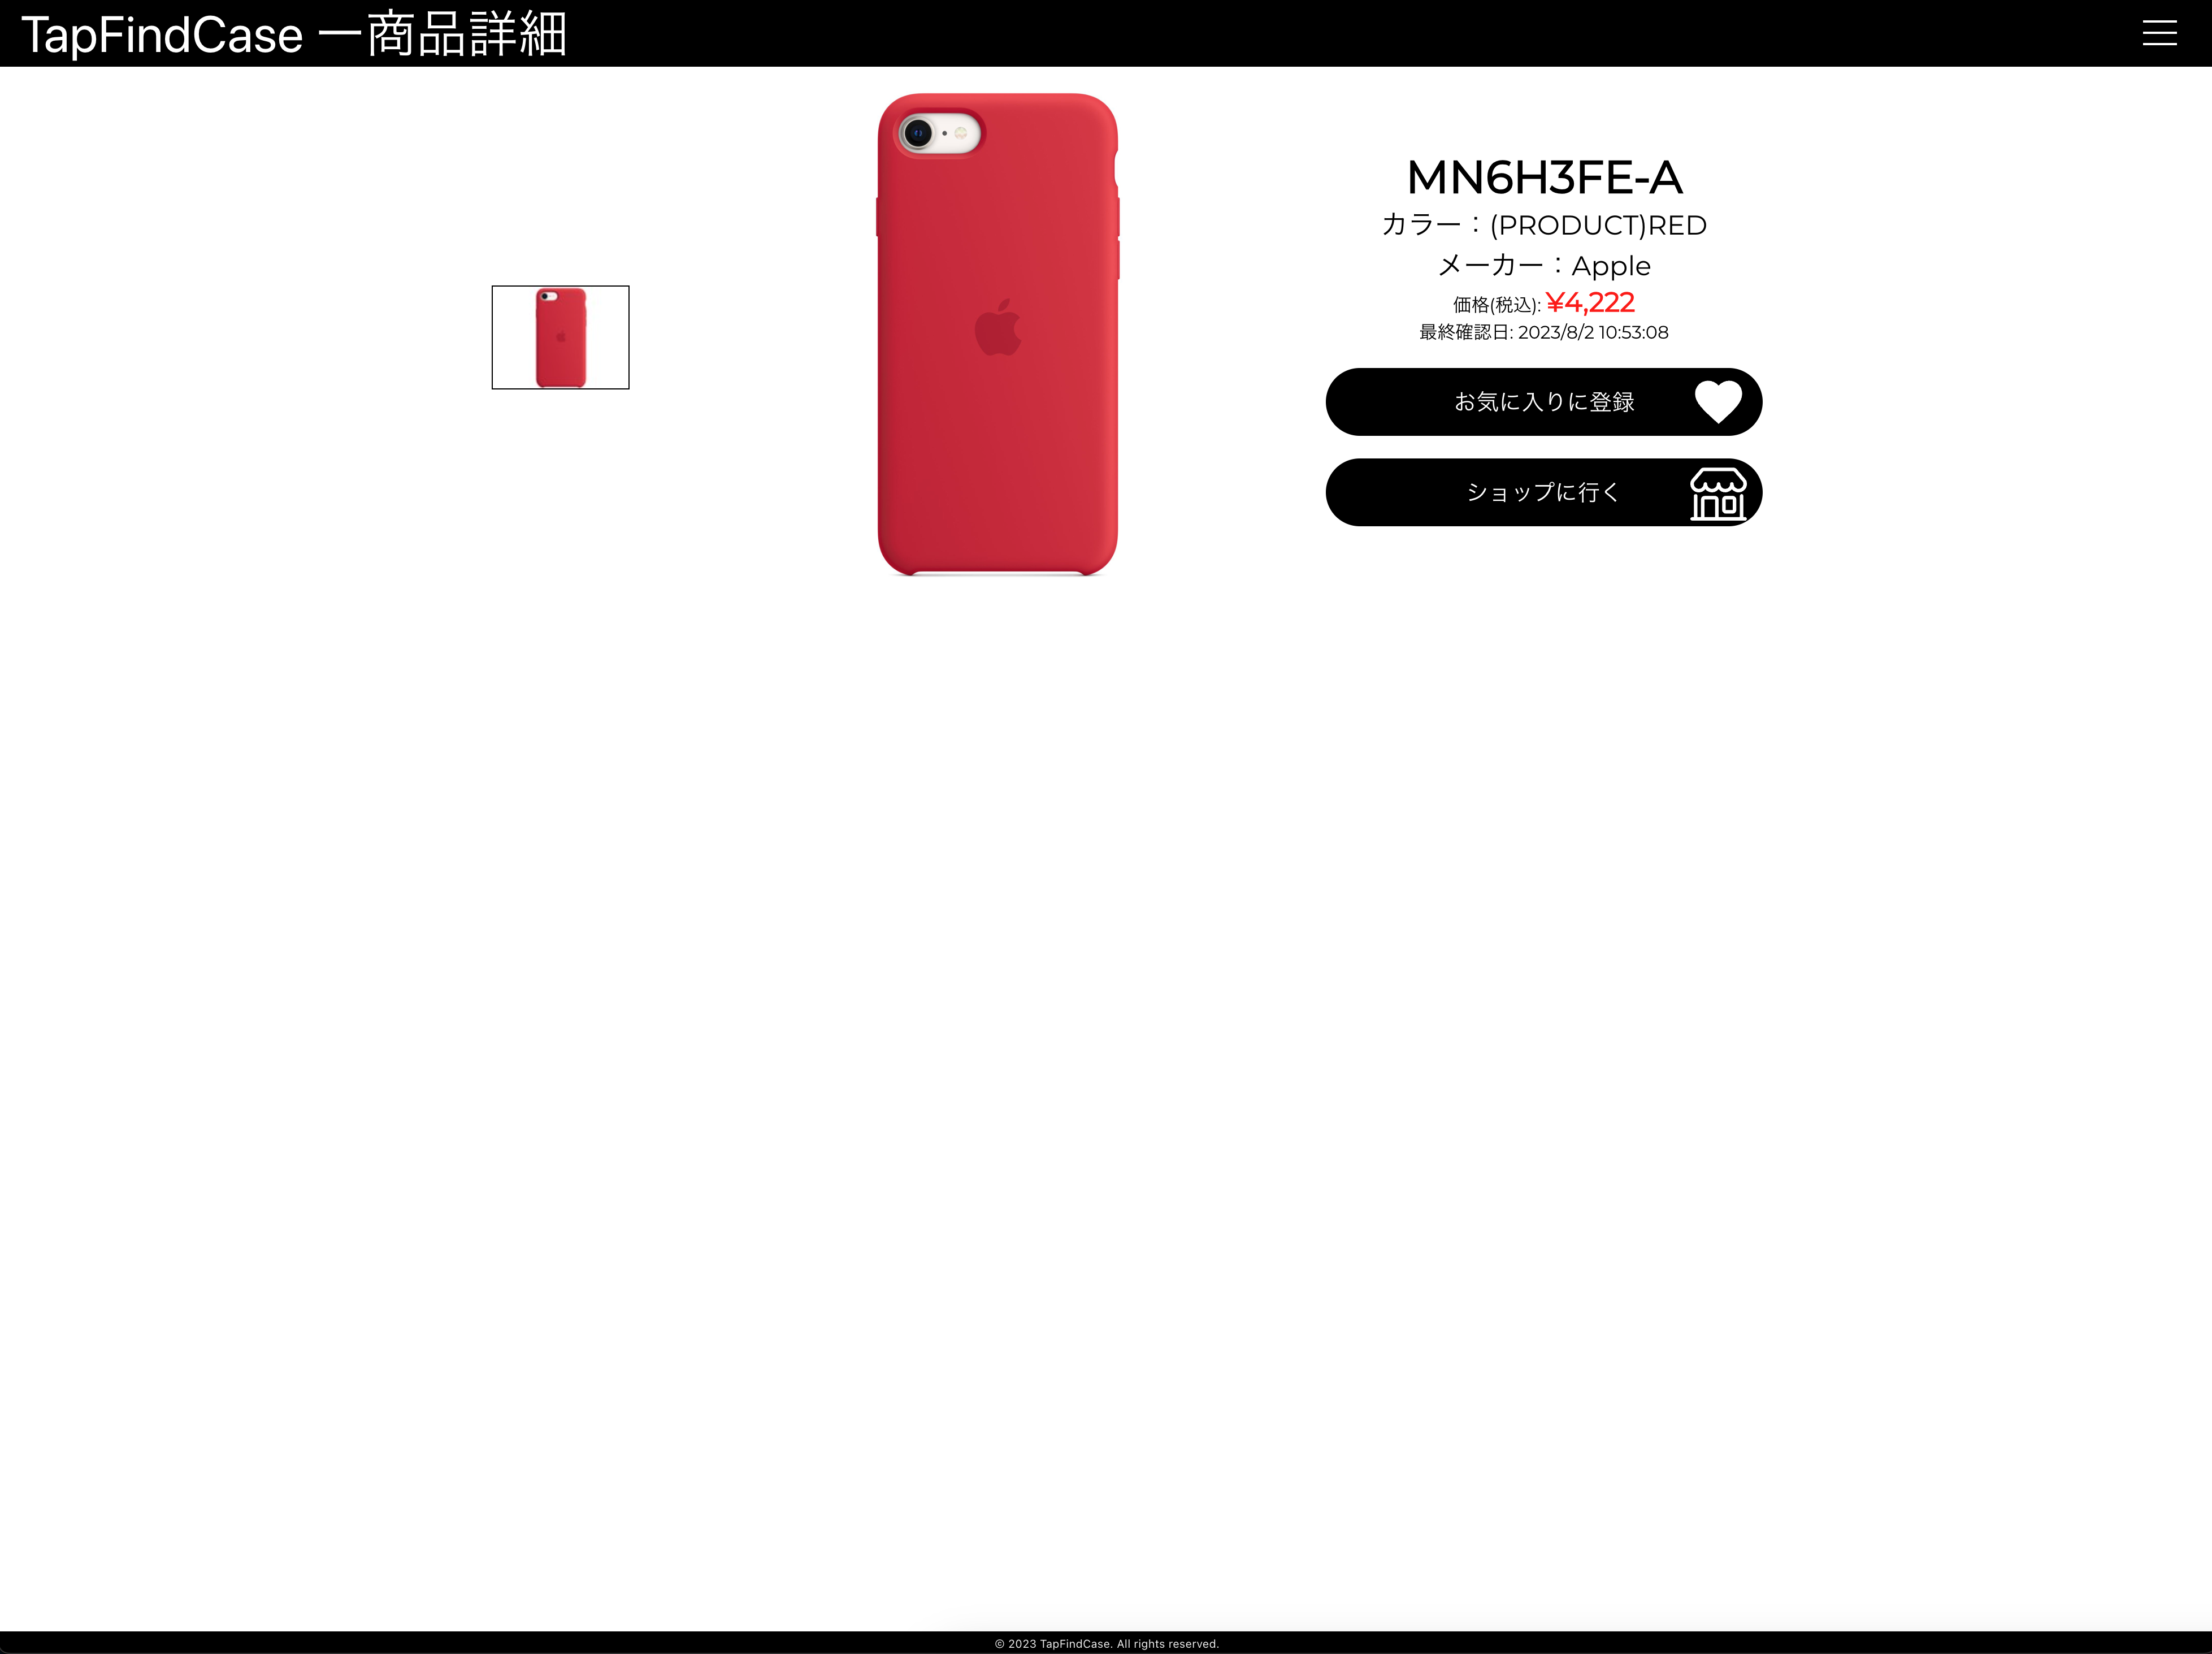 TapFindCase ー商品詳細
MN6H3FE-A
カラー：(PRODUCT)RED
メーカー：Apple
価格(税込): ¥4,222
最終確認日: 2023/8/2 10:53:08
お気に入りに登録
ショップに行く
© 2023 TapFindCase. All rights reserved.